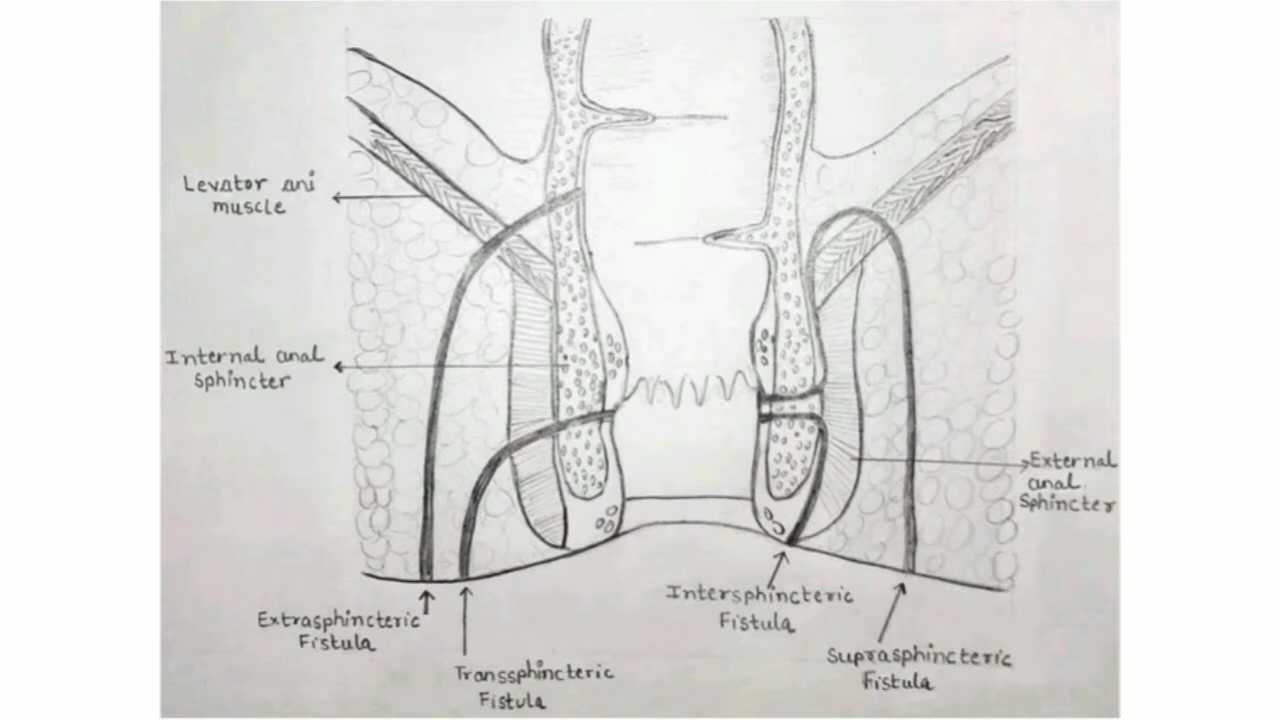 Levator ani
muscle
Internal anal
sphincter
External
anal
Sphincter
Extrasphincteric
Fistula
Transsphincteric
Fistula
Intersphincteric
Fistula
Suprasphincteric
Fistula